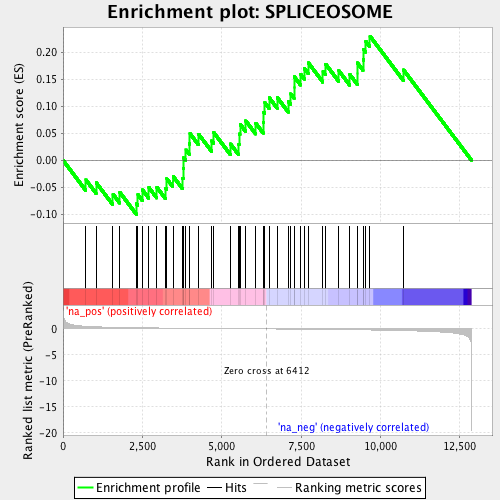 Enrichment plot: SPLICEOSOME
Enrichment score (ES)
0.20
0.15
0.10
0.05
0.00
-0.05
-0.10
'na_pos' (positively correlated)
Ranked list metric (PreRanked)
0
-5
-10
-15
-20
Zero cross at 6412
'na_neg' (negatively correlated)
0
2,500
5,000
7,500
10,000
12,500
Rank in Ordered Dataset
Enrichment profile
Hits
Ranking metric scores